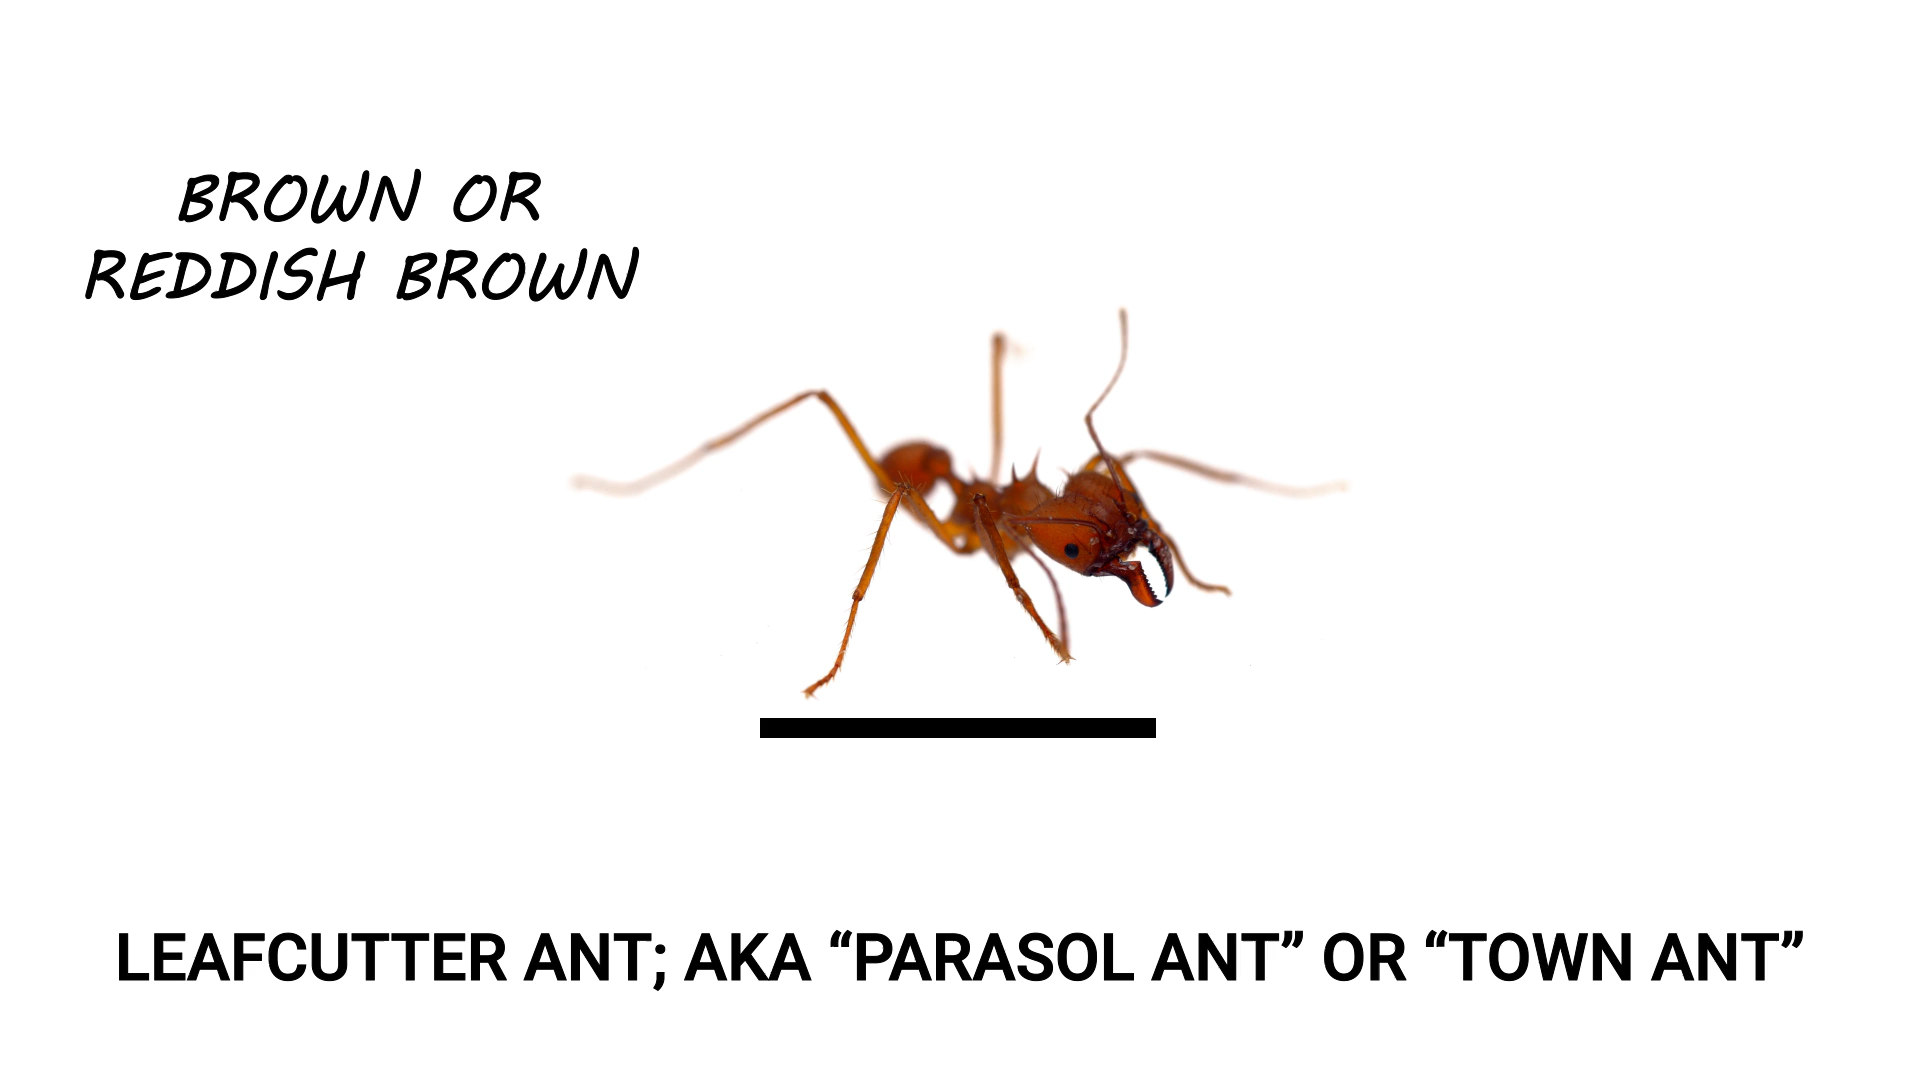 BROWN OR
REDDISH BROWN
LEAFCUTTER ANT; AKA “PARASOL ANT” OR “TOWN ANT”